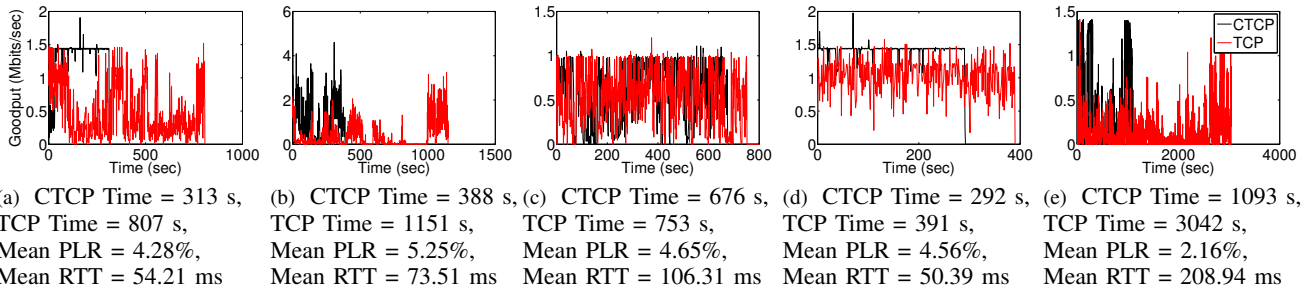 Goodput (Mbits/sec)
2
1.5
1
0.5
0
0 500 1000
Time (sec)
6
4
2
0
0 500 1000 1500
Time (sec)
1.5
1
0.5
0
0 200 400 600 800
Time (sec)
2
1.5
1
0.5
0
0 100 200 300 400
Time (sec)
1.5
1
0.5
0
0 2000 4000
Time (sec)
CTCP
TCP
(a) CTCP Time = 313 s,
TCP Time = 807 s,
Mean PLR = 4.28%,
Mean RTT = 54.21 ms
(b) CTCP Time = 388 s,
TCP Time = 1151 s,
Mean PLR = 5.25%,
Mean RTT = 73.51 ms
(c) CTCP Time = 676 s,
TCP Time = 753 s,
Mean PLR = 4.65%,
Mean RTT = 106.31 ms
(d) CTCP Time = 292 s,
TCP Time = 391 s,
Mean PLR = 4.56%,
Mean RTT = 50.39 ms
(e) CTCP Time = 1093 s,
TCP Time = 3042 s,
Mean PLR = 2.16%,
Mean RTT = 208.94 ms